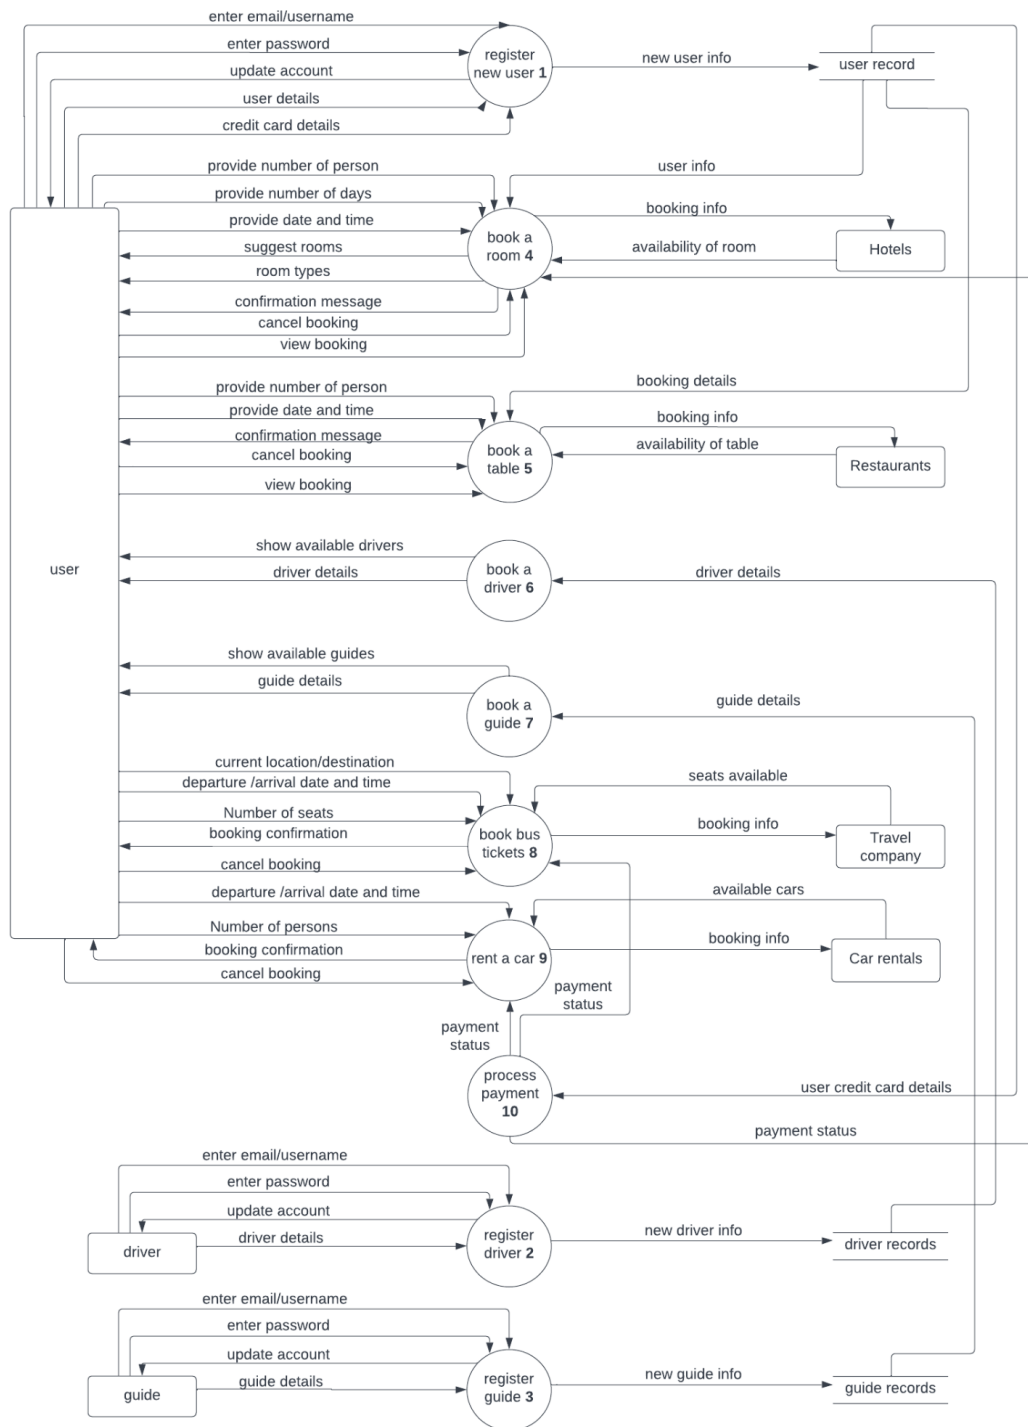 enter email/username
enter password
update account
user details
credit card details
register
new user 1
new user info
user record
provide number of person
provide number of days
provide date and time
suggest rooms
room types
confirmation message
cancel booking
view booking
book a
room 4
user info
booking info
availability of room
Hotels
provide number of person
provide date and time
confirmation message
cancel booking
view booking
book a
table 5
booking details
booking info
availability of table
Restaurants
user
show available drivers
driver details
book a
driver 6
driver details
show available guides
guide details
book a
guide 7
guide details
current location/destination
departure /arrival date and time
Number of seats
booking confirmation
cancel booking
book bus
tickets 8
seats available
booking info
Travel
company
departure /arrival date and time
Number of persons
booking confirmation
cancel booking
rent a car 9
available cars
booking info
Car rentals
payment
status
payment
status
process
payment
10
user credit card details
payment status
enter email/username
enter password
update account
driver details
driver
register
driver 2
new driver info
driver records
enter email/username
enter password
update account
guide details
guide
register
guide 3
new guide info
guide records